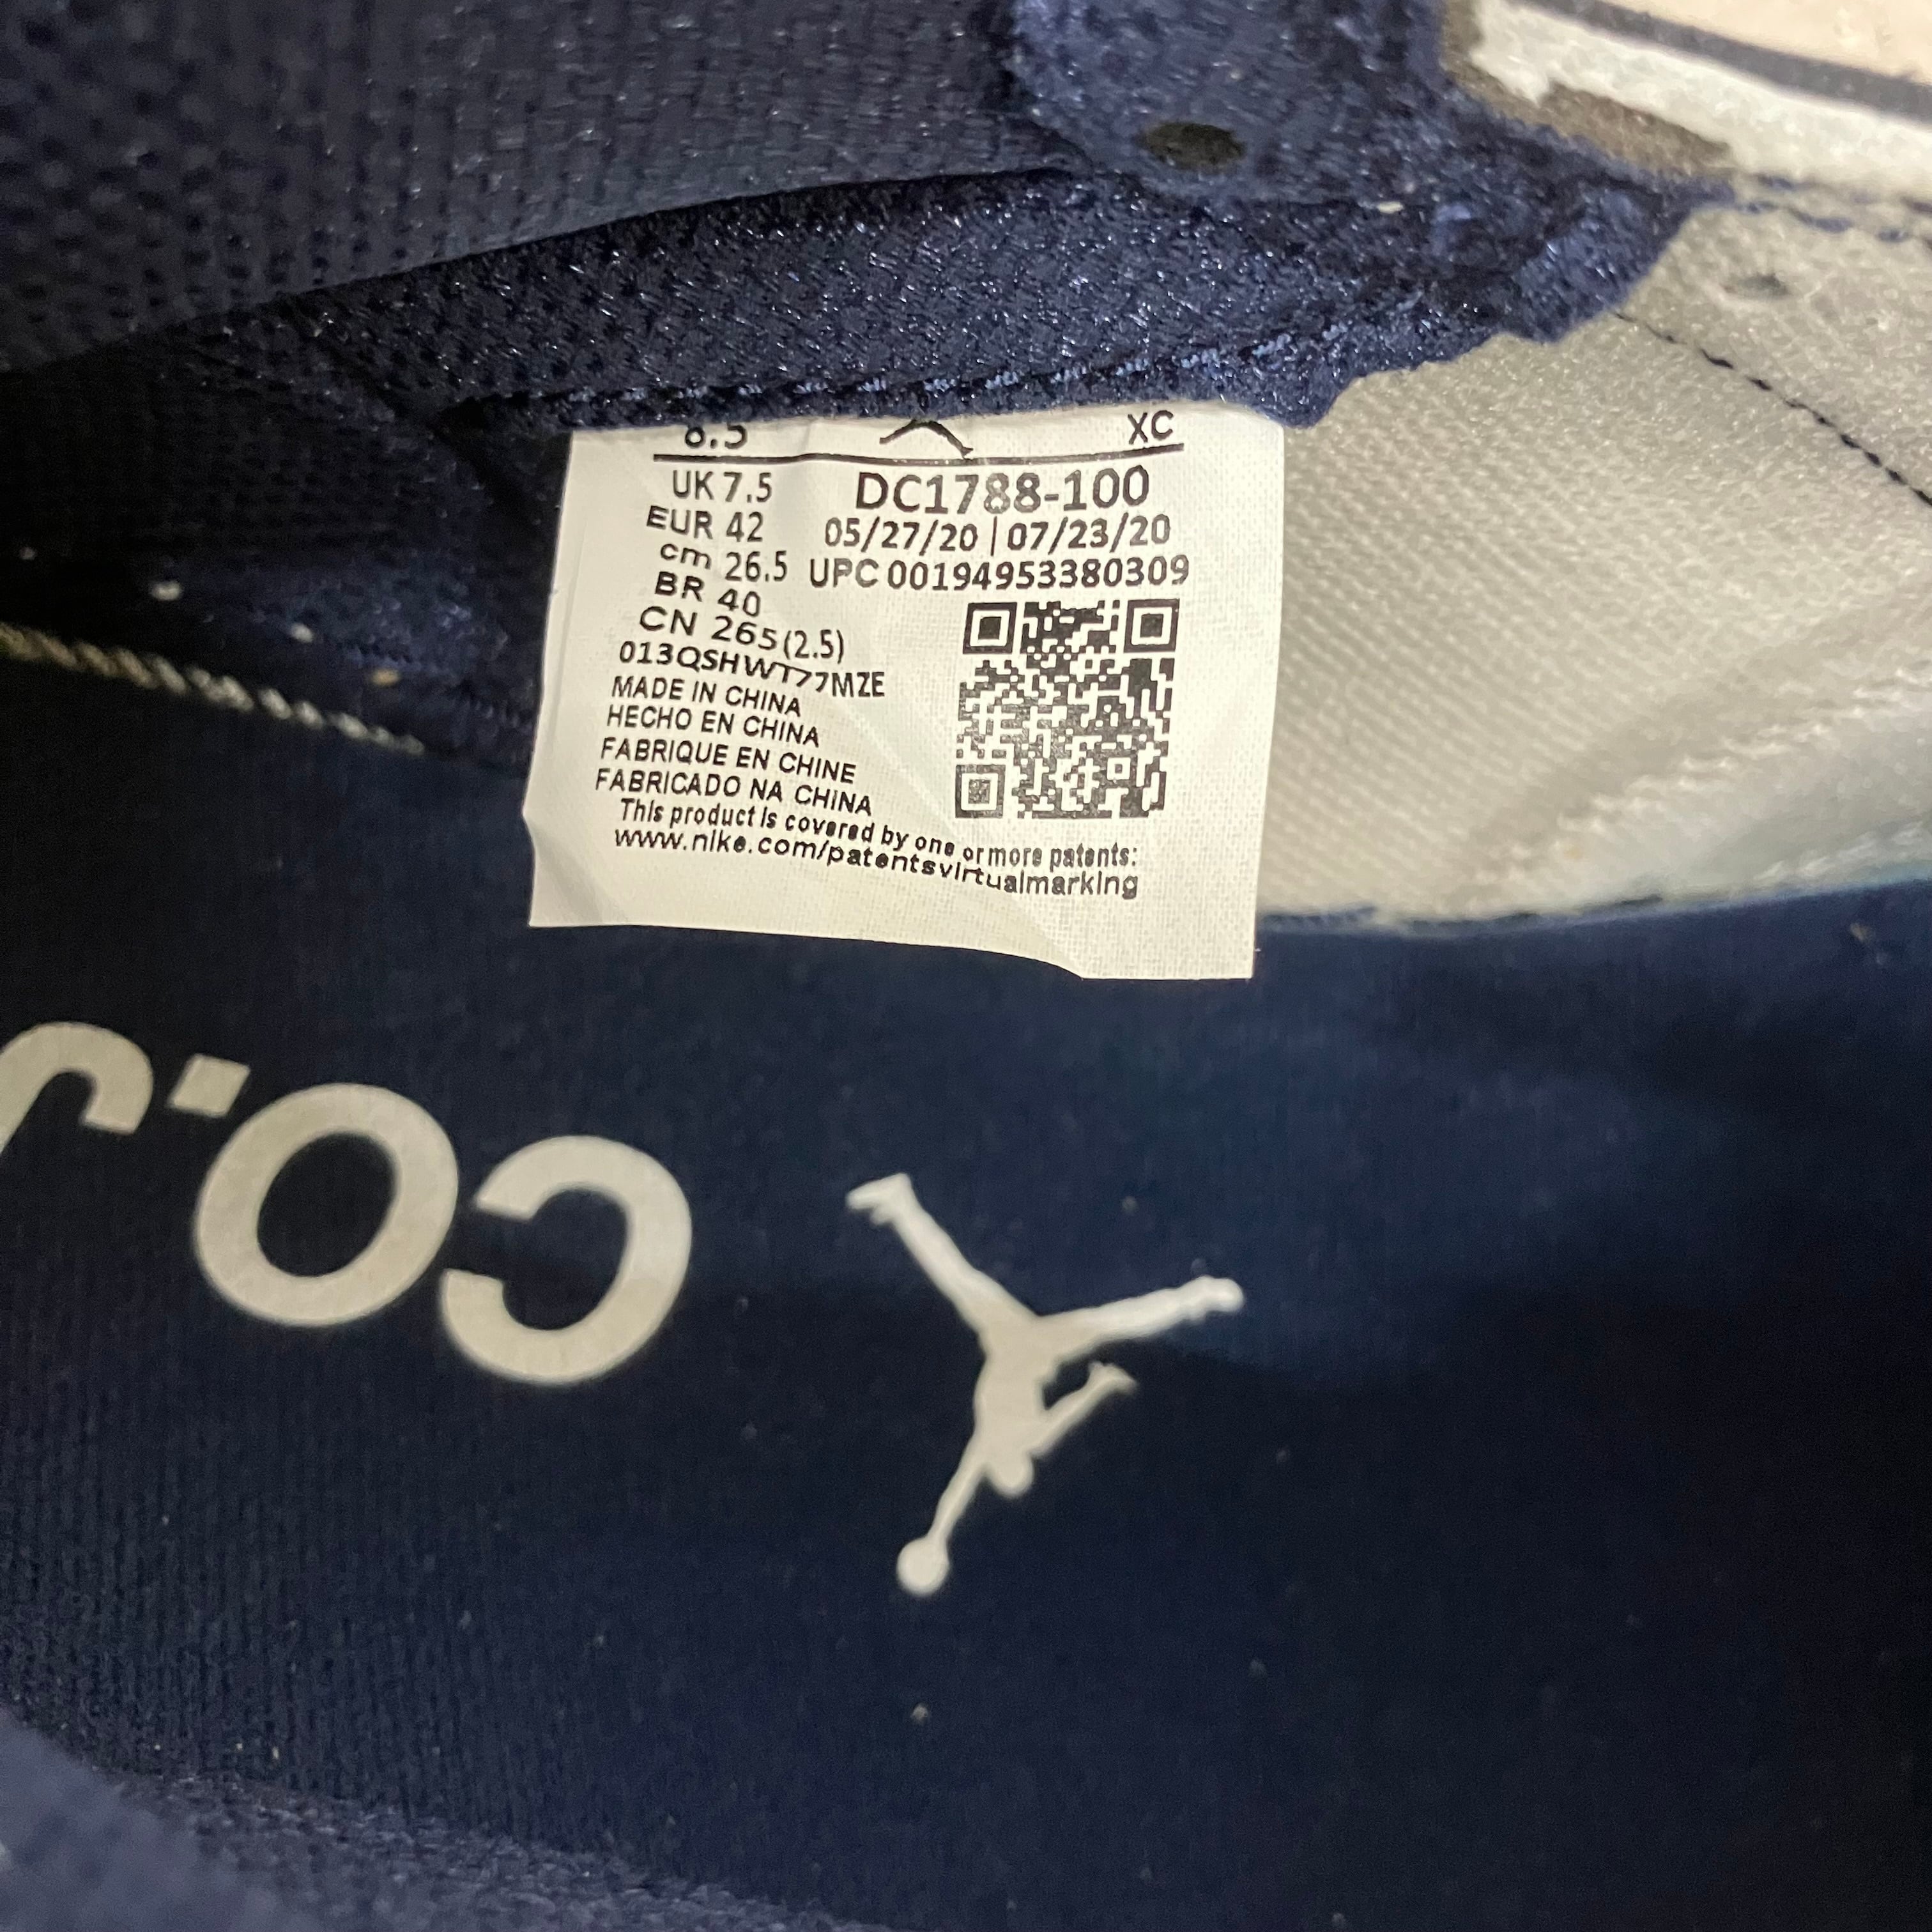 8.5 XC
UK 7.5 DC1788-100
EUR 42 05/27/20 | 07/23/20
cm 26.5 UPC 00194953380309
BR 40
CN 265(2.5)
013QSHWT77MZE
MADE IN CHINA
HECHO EN CHINA
FABRIQUE EN CHINE
FABRICADO NA CHINA
This product is covered by one or more patents:
www.nike.com/patentsvirtualmarking
co.J